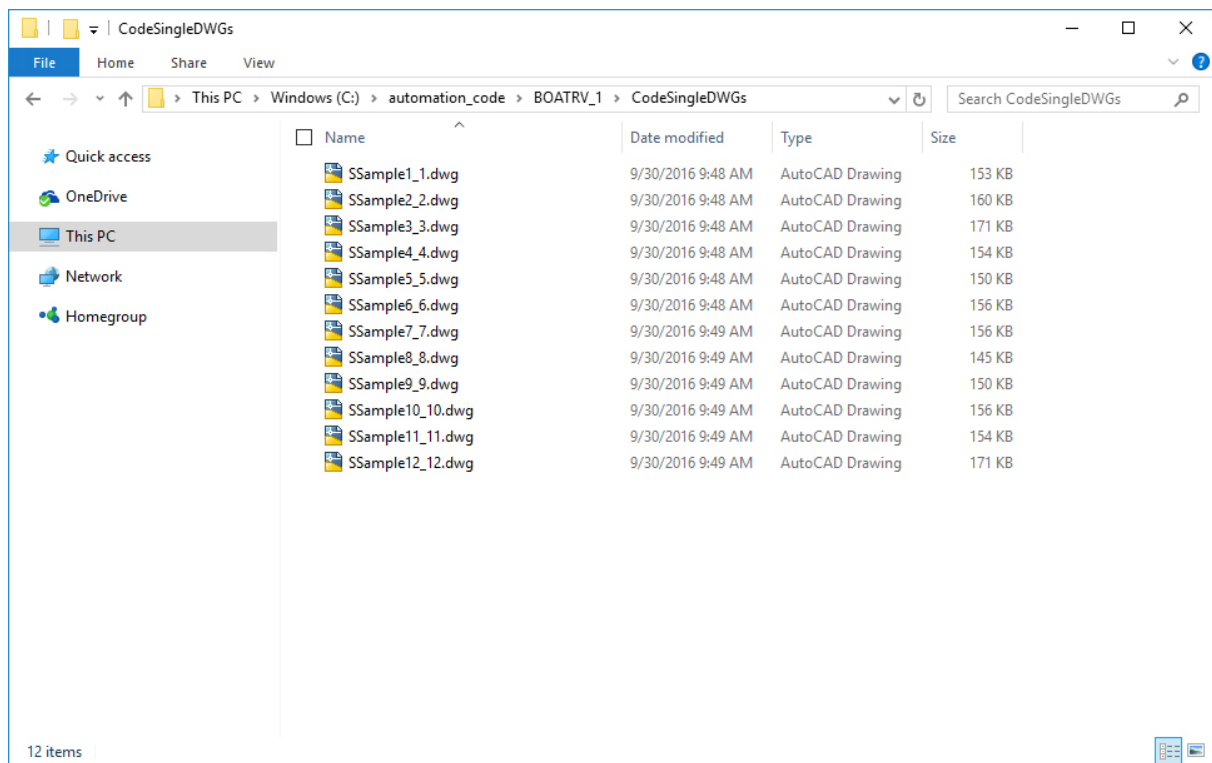 CodeSingleDWGs
File Home Share View
This PC > Windows (C:) > automation_code > BOATRV_1 > CodeSingleDWGs Search CodeSingleDWGs
Name Date modified Type Size
Quick access
OneDrive
This PC
Network
Homegroup
SSample1_1.dwg 9/30/2016 9:48 AM AutoCAD Drawing 153 KB
SSample2_2.dwg 9/30/2016 9:48 AM AutoCAD Drawing 160 KB
SSample3_3.dwg 9/30/2016 9:48 AM AutoCAD Drawing 171 KB
SSample4_4.dwg 9/30/2016 9:48 AM AutoCAD Drawing 154 KB
SSample5_5.dwg 9/30/2016 9:48 AM AutoCAD Drawing 150 KB
SSample6_6.dwg 9/30/2016 9:48 AM AutoCAD Drawing 156 KB
SSample7_7.dwg 9/30/2016 9:49 AM AutoCAD Drawing 156 KB
SSample8_8.dwg 9/30/2016 9:49 AM AutoCAD Drawing 145 KB
SSample9_9.dwg 9/30/2016 9:49 AM AutoCAD Drawing 150 KB
SSample10_10.dwg 9/30/2016 9:49 AM AutoCAD Drawing 156 KB
SSample11_11.dwg 9/30/2016 9:49 AM AutoCAD Drawing 154 KB
SSample12_12.dwg 9/30/2016 9:49 AM AutoCAD Drawing 171 KB
12 items